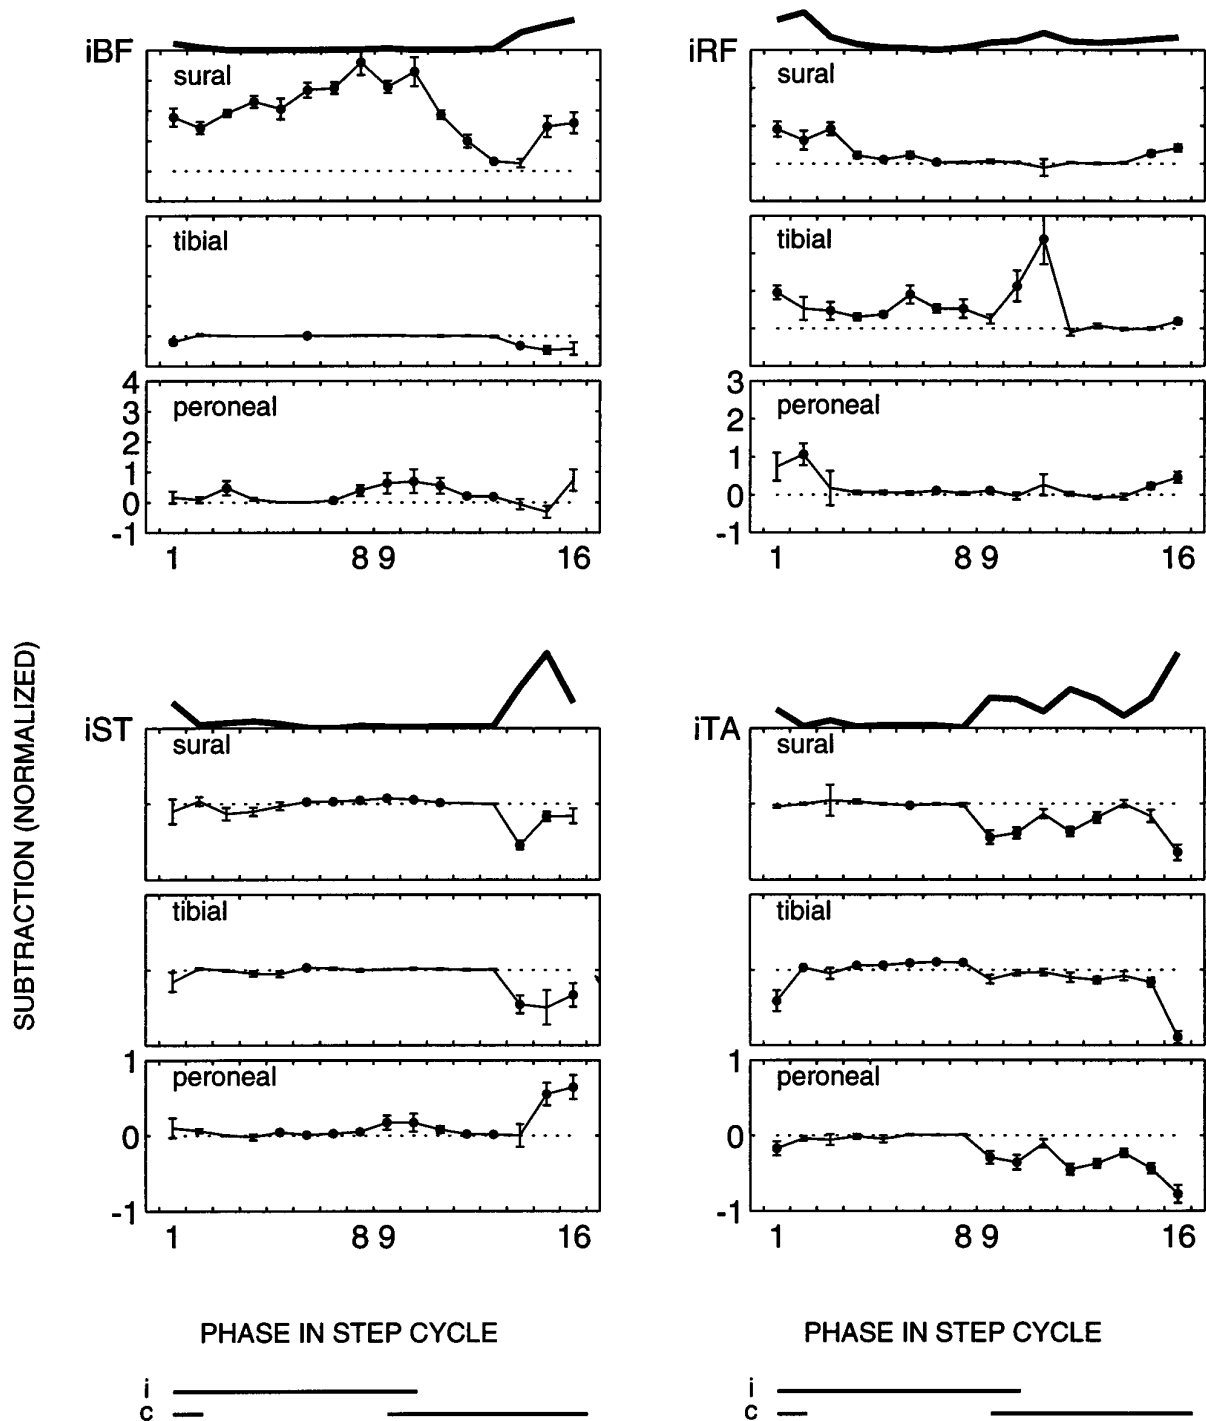 iBF
sural
tibial
peroneal
4
3
2
1
0
-1
1 8 9 16
iRF
sural
tibial
peroneal
3
2
1
0
-1
1 8 9 16
SUBTRACTION (NORMALIZED)
iST
sural
tibial
peroneal
1
0
-1
1 8 9 16
iTA
sural
tibial
peroneal
1
0
-1
1 8 9 16
PHASE IN STEP CYCLE
PHASE IN STEP CYCLE
i
c
i
c